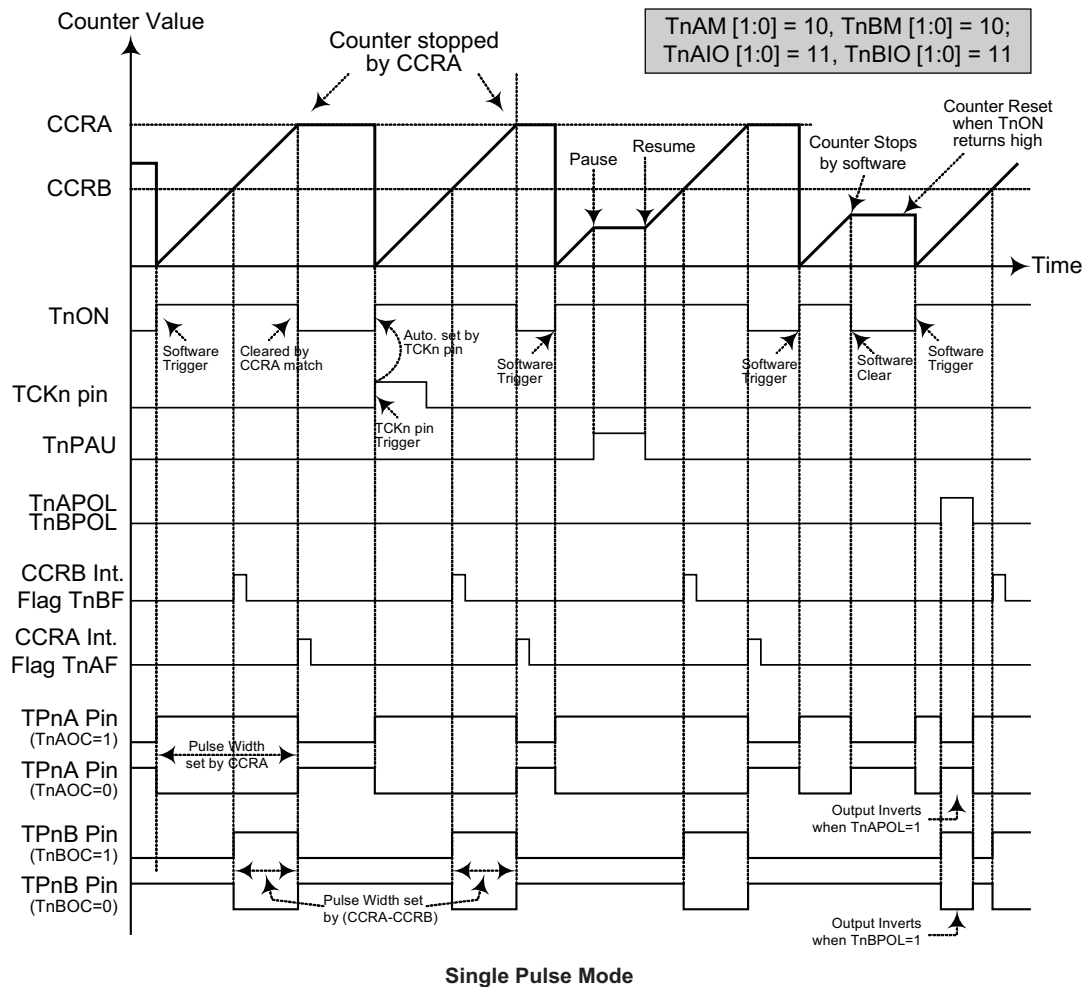 Counter Value
TnAM [1:0] = 10, TnBM [1:0] = 10;
TnAIO [1:0] = 11, TnBIO [1:0] = 11
Counter stopped
by CCRA
CCRA
CCRB
Pause
Resume
Counter Stops
by software
Counter Reset
when TnON
returns high
Time
TnON
Software
Trigger
Cleared by
CCRA match
Auto. set by
TCKn pin
Software
Trigger
Software
Trigger
Software
Clear
Software
Trigger
TCKn pin
TCKn pin
Trigger
TnPAU
TnAPOL
TnBPOL
CCRB Int.
Flag TnBF
CCRA Int.
Flag TnAF
TPnA Pin
(TnAOC=1)
Pulse Width
set by CCRA
TPnA Pin
(TnAOC=0)
Output Inverts
when TnAPOL=1
TPnB Pin
(TnBOC=1)
TPnB Pin
(TnBOC=0)
Pulse Width set
by (CCRA-CCRB)
Output Inverts
when TnBPOL=1
Single Pulse Mode